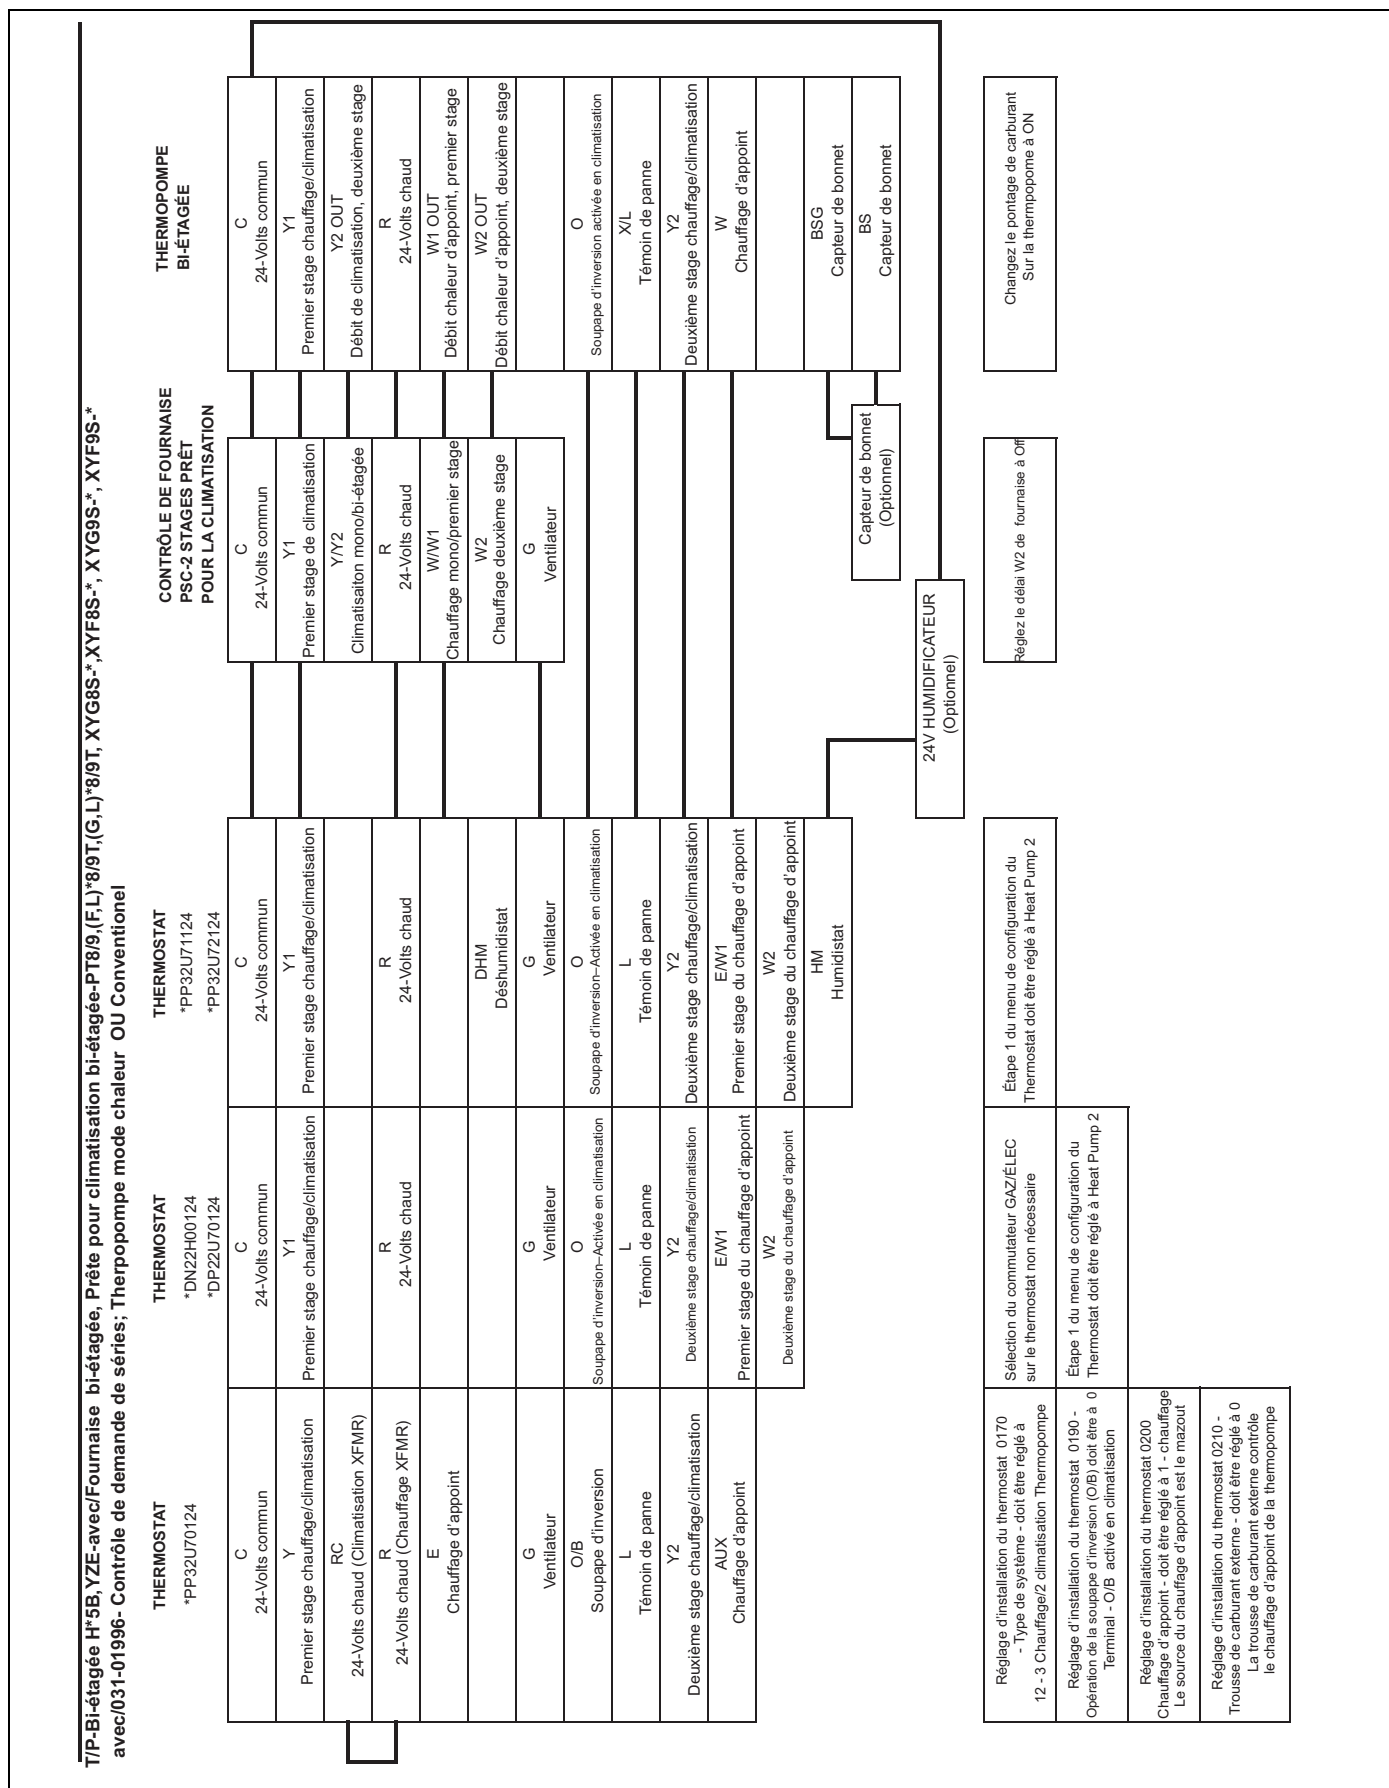 T/P-Bi-étagée H*5B,YZE-avec/Fournaise bi-étagée, Prête pour climatisation bi-étagée-PT8/9,(F,L)*8/9T,(G,L)*8/9T, XYG8S-*,XYF8S-*, XYG9S-*, XYF9S-*
avec/031-01996- Contrôle de demande de séries; Therpopompe mode chaleur OU Conventionel
THERMOSTAT
*PP32U70124
C
24-Volts commun
Y
Premier stage chauffage/climatisation
RC
24-Volts chaud (Climatisation XFMR)
R
24-Volts chaud (Chauffage XFMR)
E
Chauffage d'appoint
G
Ventilateur
O/B
Soupape d'inversion
L
Témoin de panne
Y2
Deuxième stage chauffage/climatisation
AUX
Chauffage d'appoint
Réglage d'installation du thermostat 0170
- Type de système - doit être réglé à
12 - 3 Chauffage/2 climatisation Thermopompe
Réglage d'installation du thermostat 0190 -
Opération de la soupape d'inversion (O/B) doit être à 0
Terminal - O/B activé en climatisation
Réglage d'installation du thermostat 0200
Chauffage d'appoint - doit être réglé à 1 - chauffage
Le source du chauffage d'appoint est le mazout
Réglage d'installation du thermostat 0210 -
Trousse de carburant externe - doit être réglé à 0
La trousse de carburant externe contrôle
le chauffage d'appoint de la thermopompe
THERMOSTAT
*DN22H00124
*DP22U70124
C
24-Volts commun
Y1
Premier stage chauffage/climatisation
R
24-Volts chaud
G
Ventilateur
O
Soupape d'inversion–Activée en climatisation
L
Témoin de panne
Y2
Deuxième stage chauffage/climatisation
E/W1
Premier stage du chauffage d'appoint
W2
Deuxième stage du chauffage d'appoint
Sélection du commutateur GAZ/ÉLEC
sur le thermostat non nécessaire
Étape 1 du menu de configuration du
Thermostat doit être réglé à Heat Pump 2
THERMOSTAT
*PP32U71124
*PP32U72124
C
24-Volts commun
Y1
Premier stage chauffage/climatisation
R
24-Volts chaud
DHM
Déshumidistat
G
Ventilateur
O
Soupape d'inversion–Activée en climatisation
L
Témoin de panne
Y2
Deuxième stage chauffage/climatisation
E/W1
Premier stage du chauffage d'appoint
W2
Deuxième stage du chauffage d'appoint
HM
Humidistat
Étape 1 du menu de configuration du
Thermostat doit être réglé à Heat Pump 2
24V HUMIDIFICATEUR
(Optionnel)
CONTRÔLE DE FOURNAISE
PSC-2 STAGES PRÊT
POUR LA CLIMATISATION
C
24-Volts commun
Y1
Premier stage de climatisation
Y/Y2
Climatisaiton mono/bi-étagée
R
24-Volts chaud
W/W1
Chauffage mono/premier stage
W2
Chauffage deuxième stage
G
Ventilateur
Capteur de bonnet
(Optionnel)
Réglez le délai W2 de fournaise à Off
THERMOPOMPE
BI-ÉTAGÉE
C
24-Volts commun
Y1
Premier stage chauffage/climatisation
Y2 OUT
Débit de climatisation, deuxième stage
R
24-Volts chaud
W1 OUT
Débit chaleur d'appoint, premier stage
W2 OUT
Débit chaleur d'appoint, deuxième stage
O
Soupape d'inversion activée en climatisation
X/L
Témoin de panne
Y2
Deuxième stage chauffage/climatisation
W
Chauffage d'appoint
BSG
Capteur de bonnet
BS
Capteur de bonnet
Changez le pontage de carburant
Sur la thermpopome à ON